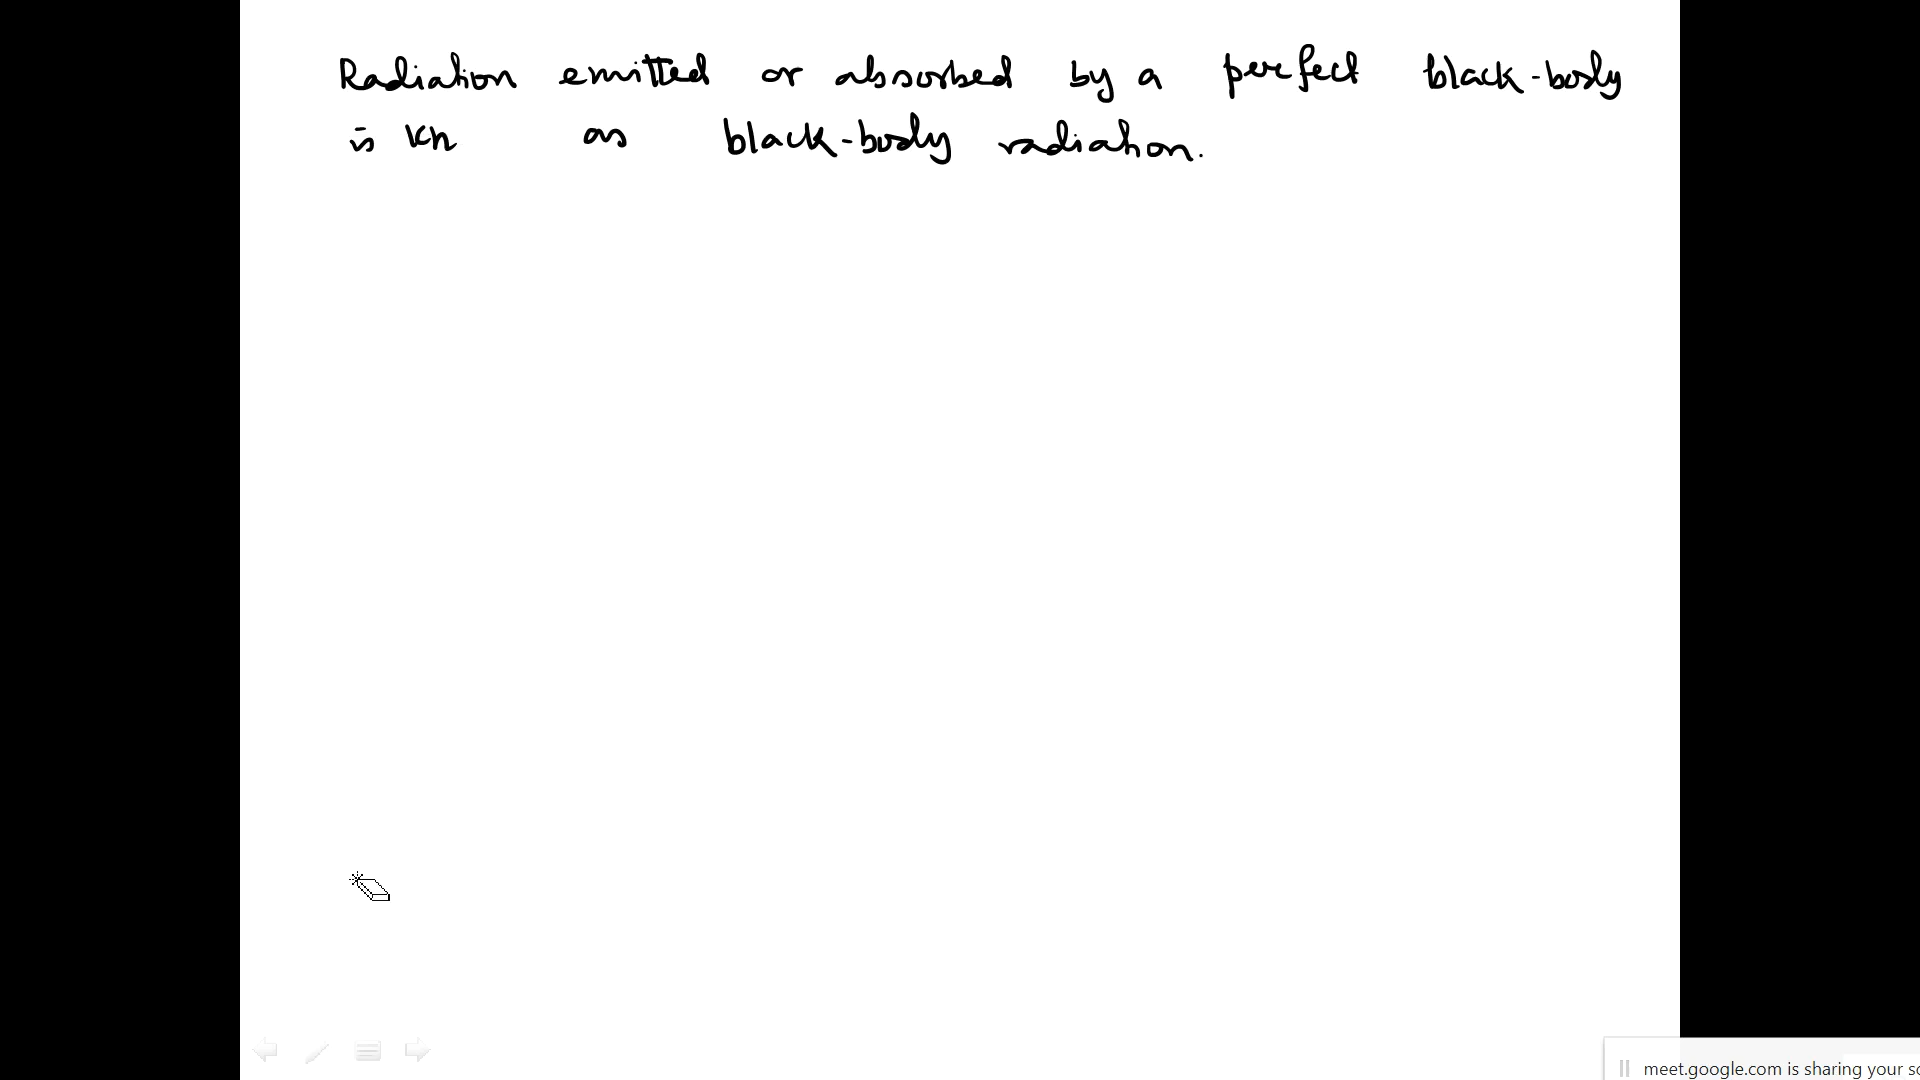 Radiation emitted or absorbed by a perfect black-body
is kn as black-body radiation.
meet.google.com is sharing your sc